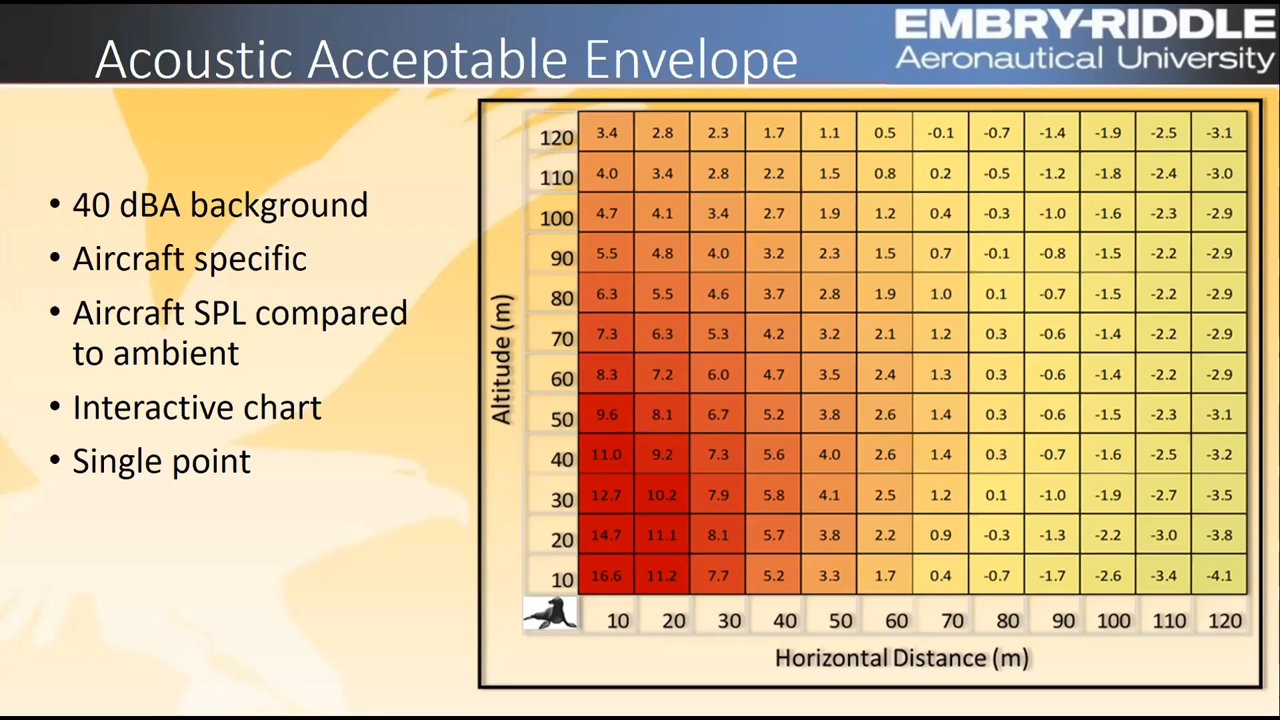 Acoustic Acceptable Envelope
EMBRY-RIDDLE
Aeronautical University
• 40 dBA background
• Aircraft specific
• Aircraft SPL compared
to ambient
• Interactive chart
• Single point
Altitude (m)
120 3.4 2.8 2.3 1.7 1.1 0.5 -0.1 -0.7 -1.4 -1.9 -2.5 -3.1
110 4.0 3.4 2.8 2.2 1.5 0.8 0.2 -0.5 -1.2 -1.8 -2.4 -3.0
100 4.7 4.1 3.4 2.7 1.9 1.2 0.4 -0.3 -1.0 -1.6 -2.3 -2.9
90 5.5 4.8 4.0 3.2 2.3 1.5 0.7 -0.1 -0.8 -1.5 -2.2 -2.9
80 6.3 5.5 4.6 3.7 2.8 1.9 1.0 0.1 -0.7 -1.5 -2.2 -2.9
70 7.3 6.3 5.3 4.2 3.2 2.1 1.2 0.3 -0.6 -1.4 -2.2 -2.9
60 8.3 7.2 6.0 4.7 3.5 2.4 1.3 0.3 -0.6 -1.4 -2.2 -2.9
50 9.6 8.1 6.7 5.2 3.8 2.6 1.4 0.3 -0.6 -1.5 -2.3 -3.1
40 11.0 9.2 7.3 5.6 4.0 2.6 1.4 0.3 -0.7 -1.6 -2.5 -3.2
30 12.7 10.2 7.9 5.8 4.1 2.5 1.2 0.1 -1.0 -1.9 -2.7 -3.5
20 14.7 11.1 8.1 5.7 3.8 2.2 0.9 -0.3 -1.3 -2.2 -3.0 -3.8
10 16.6 11.2 7.7 5.2 3.3 1.7 0.4 -0.7 -1.7 -2.6 -3.4 -4.1
10 20 30 40 50 60 70 80 90 100 110 120
Horizontal Distance (m)